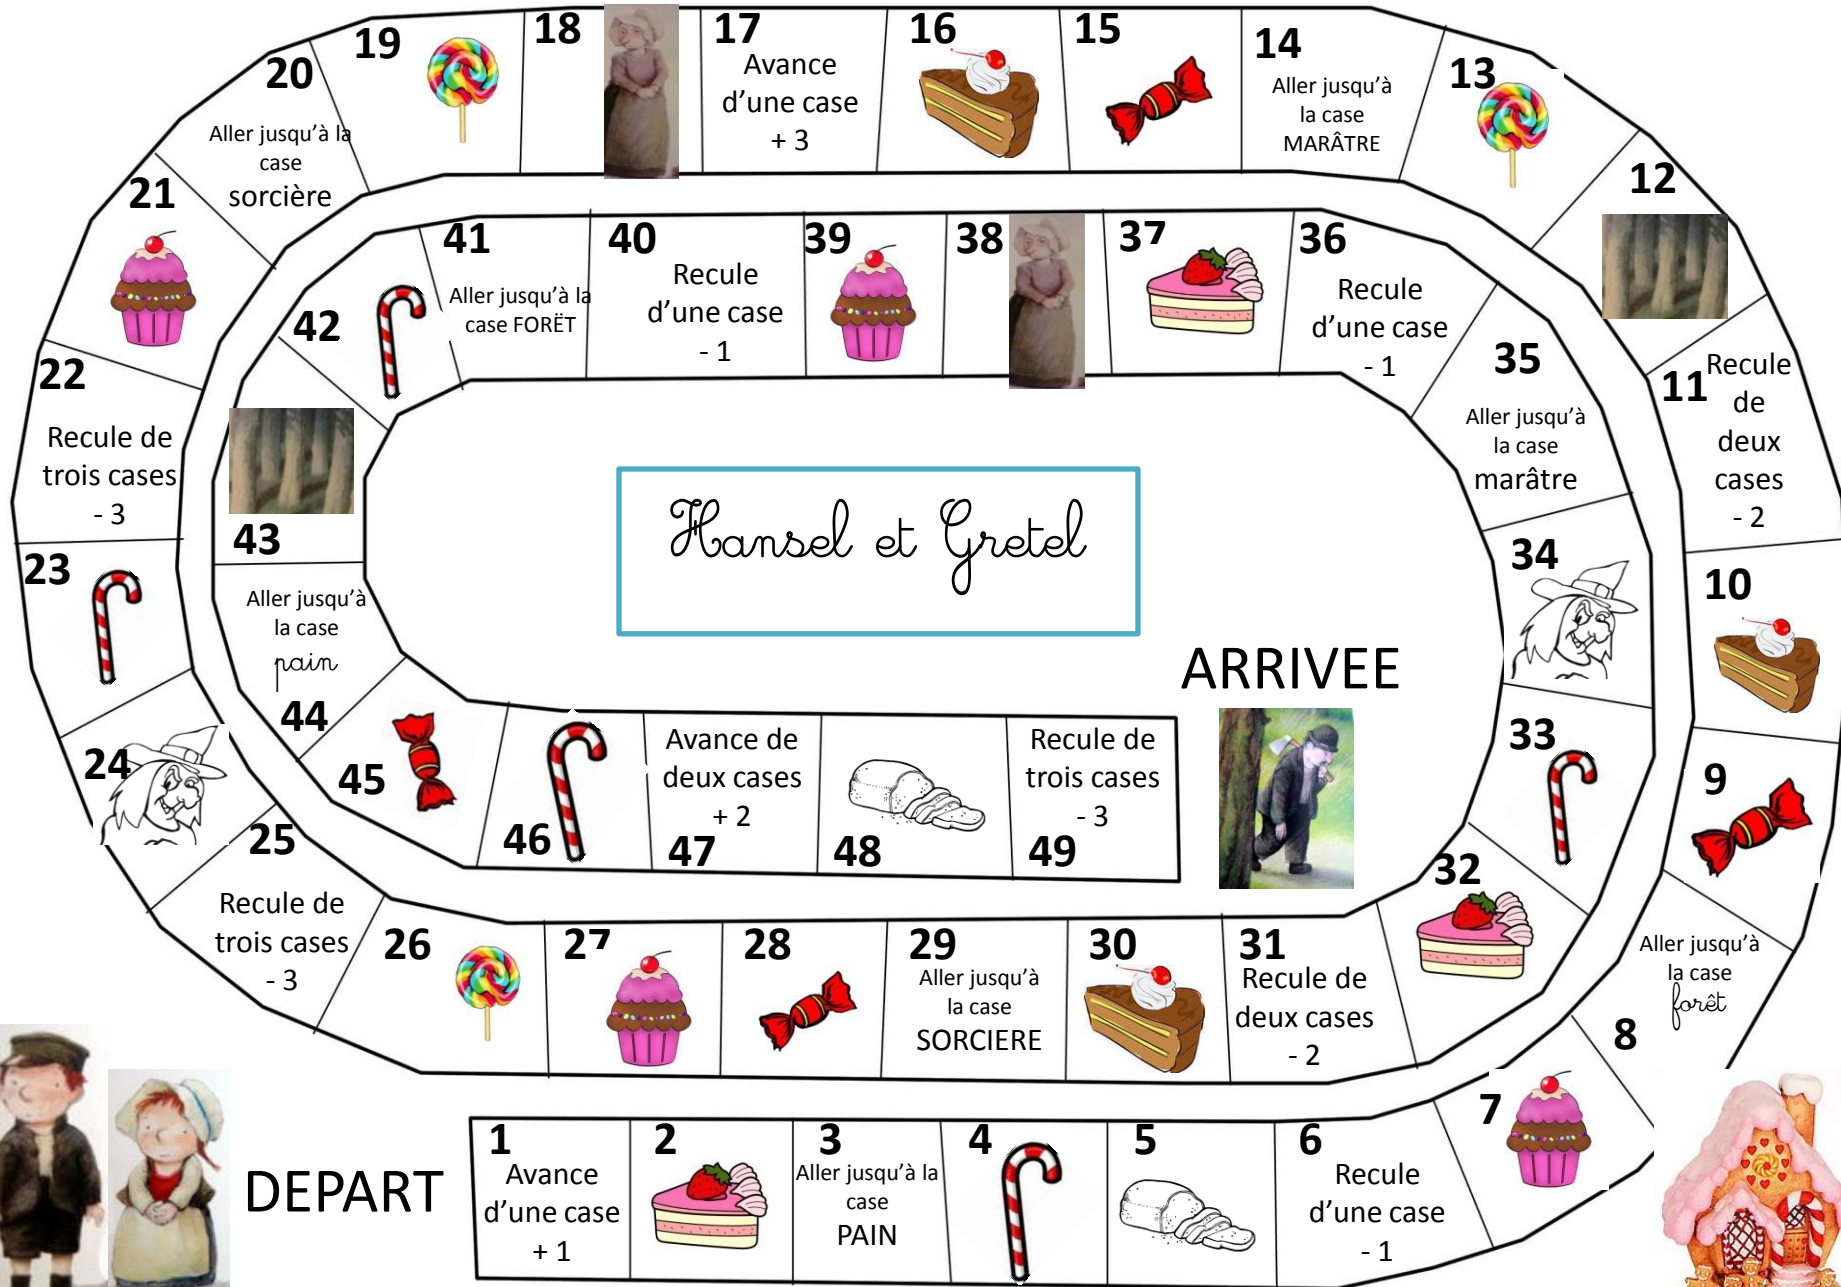 Hansel et Gretel
DEPART
1
Avance
d'une case
+ 1
2
3
Aller jusqu'à la
case
PAIN
4
5
6
Recule
d'une case
- 1
7
8
Aller jusqu'à
la case
forêt
9
10
11
Recule
de
deux
cases
- 2
12
13
14
Aller jusqu'à
la case
MARÂTRE
15
16
17
Avance
d'une case
+ 3
18
19
20
Aller jusqu'à la
case
sorcière
21
22
Recule de
trois cases
- 3
23
24
25
Recule de
trois cases
- 3
26
27
28
29
Aller jusqu'à
la case
SORCIERE
30
31
Recule de
deux cases
- 2
32
33
34
35
Aller jusqu'à
la case
marâtre
36
Recule
d'une case
- 1
37
38
39
40
Recule
d'une case
- 1
41
Aller jusqu'à la
case FORËT
42
43
44
Aller jusqu'à
la case
pain
45
46
47
Avance de
deux cases
+ 2
48
49
Recule de
trois cases
- 3
ARRIVEE